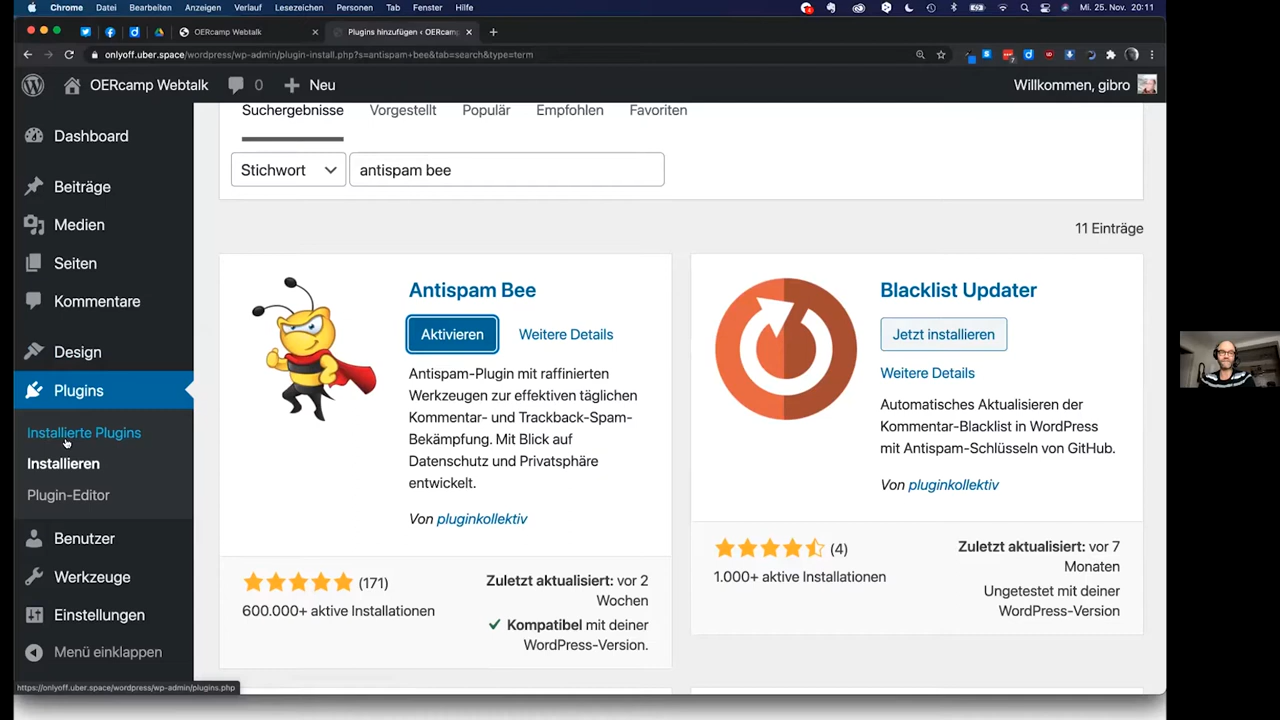 Chrome Datei Bearbeiten Anzeigen Verlauf Lesezeichen Personen Tab Fenster Hilfe Mi. 25. Nov. 20:11
OERcamp Webtalk Plugins hinzufügen ‹ OERcamp
onlyoff.uber.space/wordpress/wp-admin/plugin-install.php?s=antispam+bee&tab=search&type=term
OERcamp Webtalk 0 Neu Willkommen, gibro
Suchergebnisse Vorgestellt Populär Empfohlen Favoriten
Stichwort antispam bee
11 Einträge
Dashboard
Beiträge
Medien
Seiten
Kommentare
Design
Plugins
Installierte Plugins
Installieren
Plugin-Editor
Benutzer
Werkzeuge
Einstellungen
Menü einklappen
Antispam Bee
Aktivieren Weitere Details
Antispam-Plugin mit raffinierten
Werkzeugen zur effektiven täglichen
Kommentar- und Trackback-Spam-
Bekämpfung. Mit Blick auf
Datenschutz und Privatsphäre
entwickelt.
Von pluginkollektiv
(171)
600.000+ aktive Installationen
Zuletzt aktualisiert: vor 2
Wochen
Kompatibel mit deiner
WordPress-Version.
Blacklist Updater
Jetzt installieren
Weitere Details
Automatisches Aktualisieren der
Kommentar-Blacklist in WordPress
mit Antispam-Schlüsseln von GitHub.
Von pluginkollektiv
(4)
1.000+ aktive Installationen
Zuletzt aktualisiert: vor 7
Monaten
Ungetestet mit deiner
WordPress-Version
https://onlyoff.uber.space/wordpress/wp-admin/plugins.php